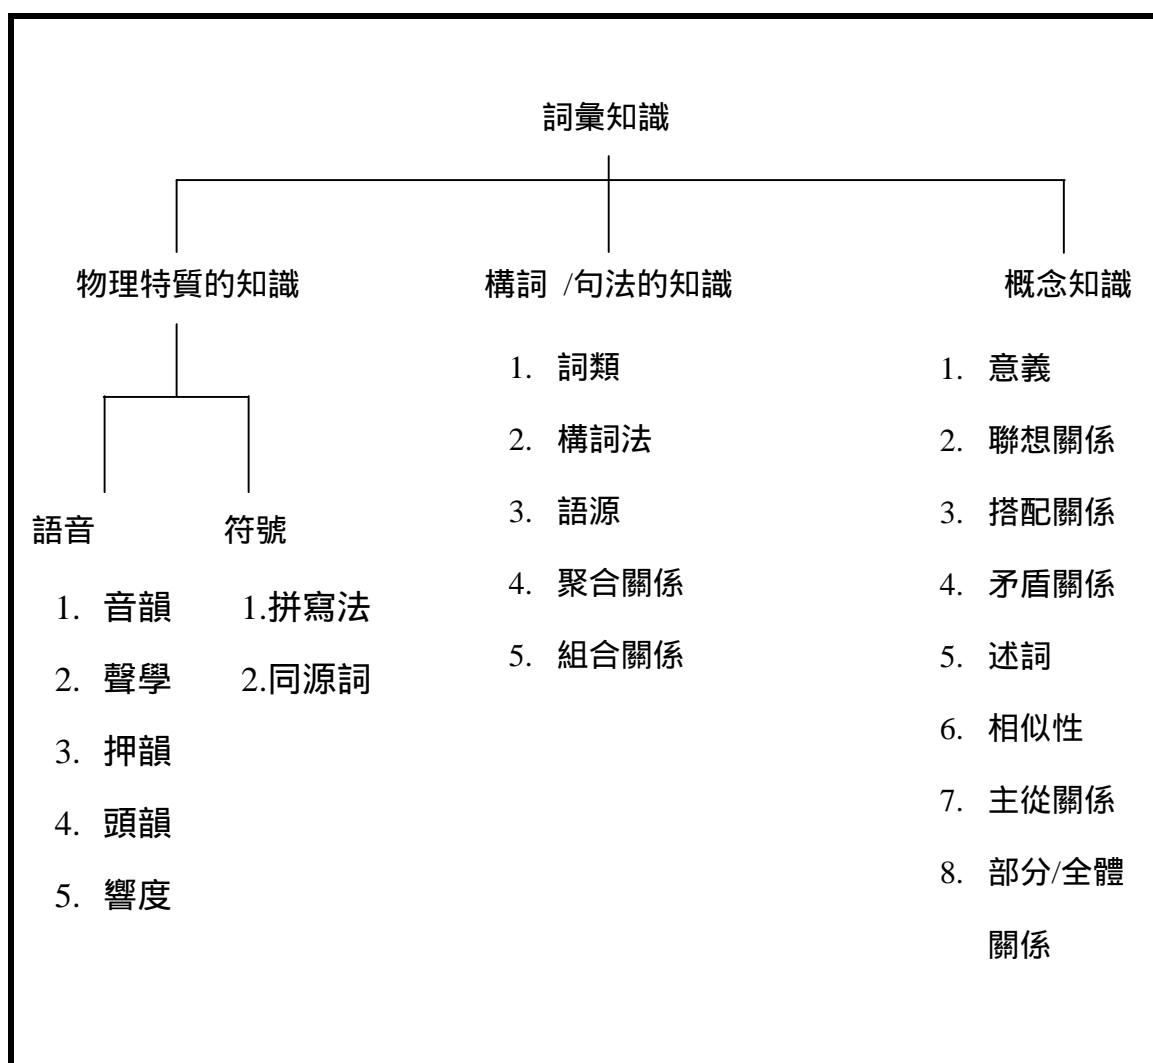 詞彙知識
物理特質的知識
構詞 /句法的知識
概念知識
語音
1. 音韻
2. 聲學
3. 押韻
4. 頭韻
5. 響度
符號
1.拼寫法
2.同源詞
1. 詞類
2. 構詞法
3. 語源
4. 聚合關係
5. 組合關係
1. 意義
2. 聯想關係
3. 搭配關係
4. 矛盾關係
5. 述詞
6. 相似性
7. 主從關係
8. 部分/全體
關係